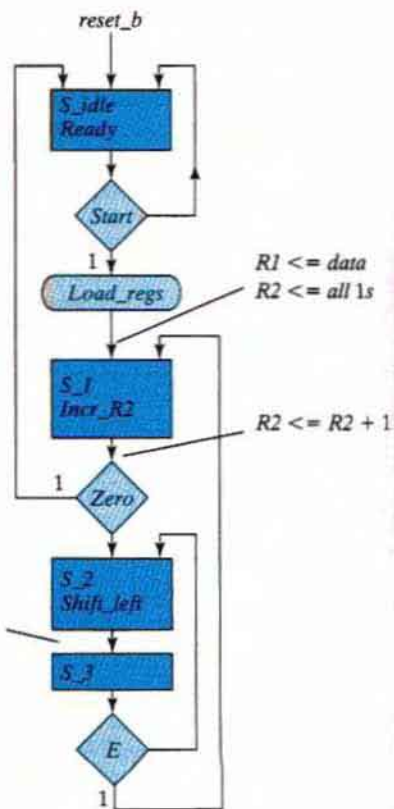 reset_b
S_idle
Ready
Start
1
Load_regs
R1 <= data
R2 <= all 1s
S_1
Incr_R2
R2 <= R2 + 1
1
Zero
S_2
Shift_left
S_3
E
1